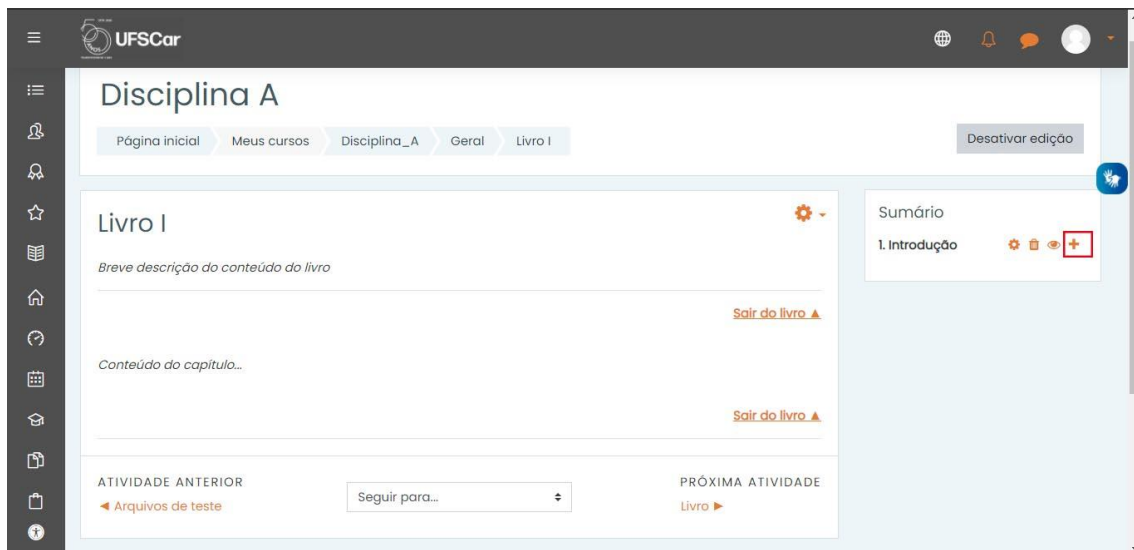 UFSCar
Disciplina A
Página inicial Meus cursos Disciplina_A Geral Livro I
Desativar edição
Livro I
Breve descrição do conteúdo do livro
Sair do livro ▲
Conteúdo do capítulo...
Sair do livro ▲
ATIVIDADE ANTERIOR
◄ Arquivos de teste
Seguir para...
PRÓXIMA ATIVIDADE
Livro ►
Sumário
1. Introdução